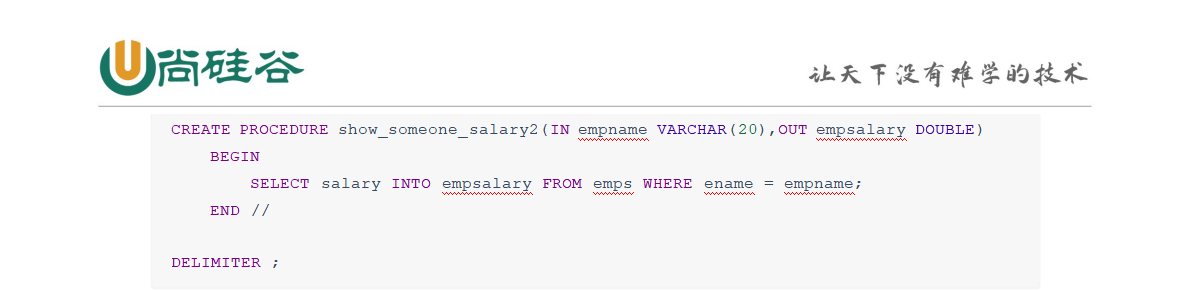 尚硅谷
让天下没有难学的技术
CREATE PROCEDURE show_someone_salary2(IN empname VARCHAR(20),OUT empsalary DOUBLE)
BEGIN
SELECT salary INTO empsalary FROM emps WHERE ename = empname;
END //
DELIMITER ;